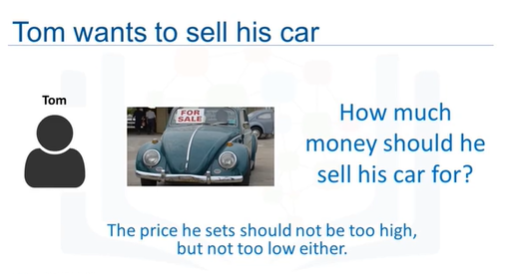 Tom wants to sell his car
Tom
FOR
SALE
How much
money should he
sell his car for?
The price he sets should not be too high,
but not too low either.